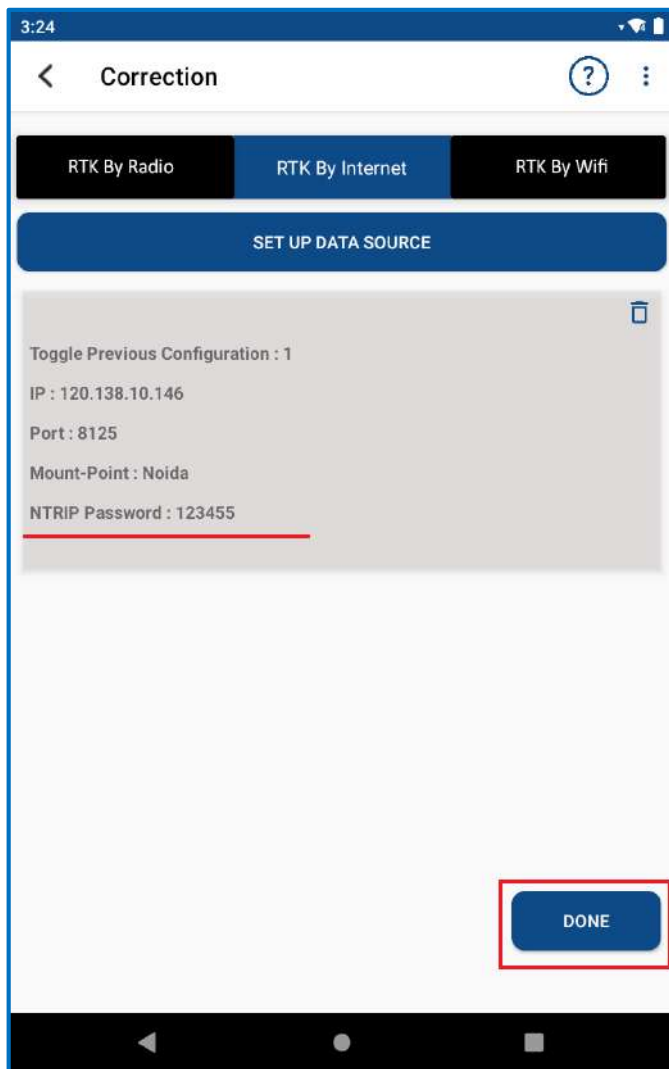 3:24
Correction
?
RTK By Radio
RTK By Internet
RTK By Wifi
SET UP DATA SOURCE
Toggle Previous Configuration : 1
IP : 120.138.10.146
Port : 8125
Mount-Point : Noida
NTRIP Password : 123455
DONE